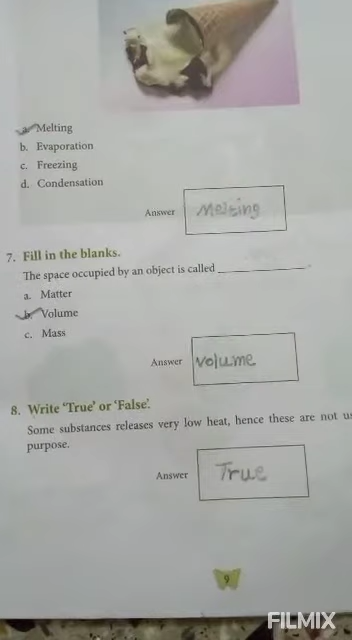 a. Melting
b. Evaporation
c. Freezing
d. Condensation
Answer Melting
7. Fill in the blanks.
The space occupied by an object is called ______________.
a. Matter
b. Volume
c. Mass
Answer volume
8. Write 'True' or 'False'.
Some substances releases very low heat, hence these are not
purpose.
Answer True
9
FILMIX